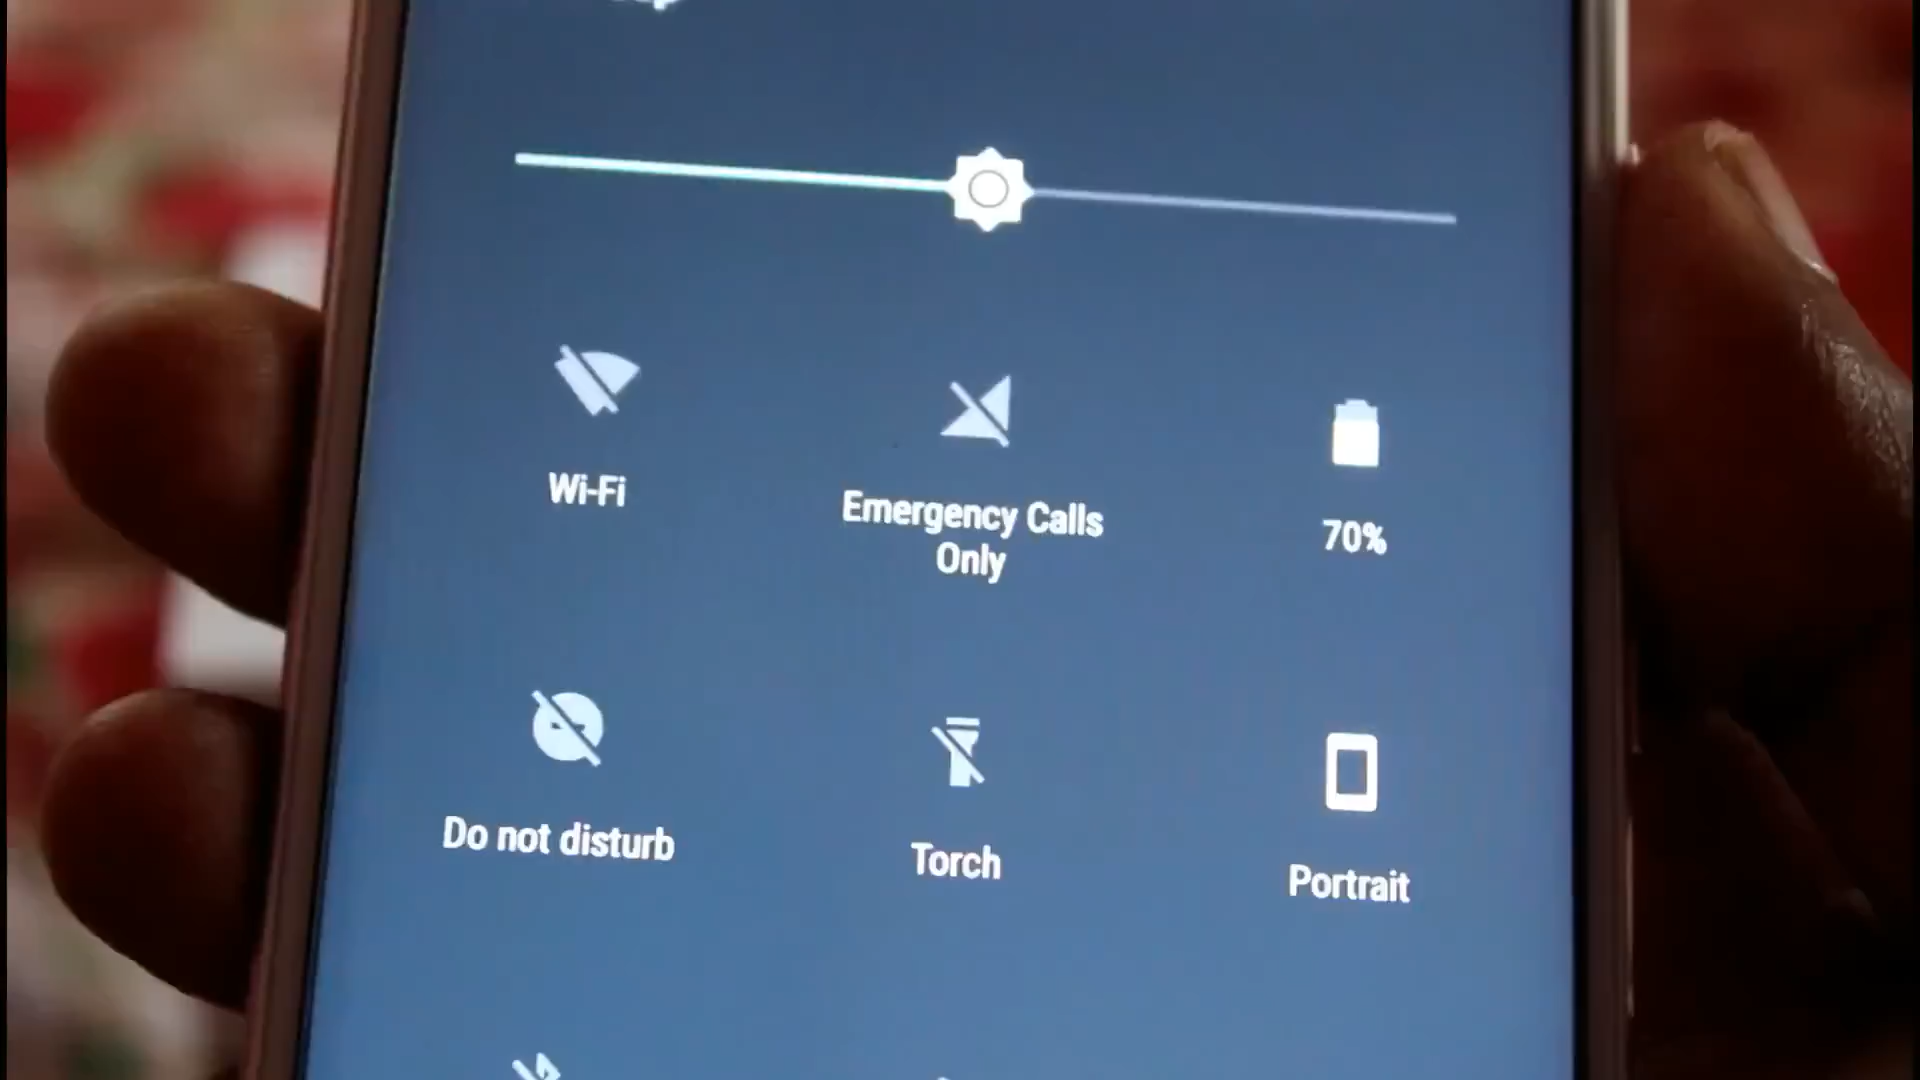 Wi-Fi
Emergency Calls
Only
70%
Do not disturb
Torch
Portrait